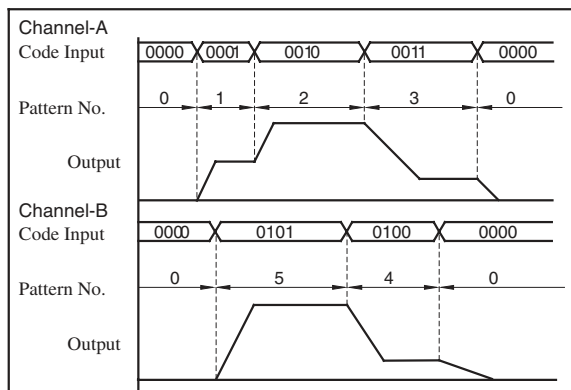 Channel-A
Code Input 0000 0001 0010 0011 0000
Pattern No. 0 1 2 3 0
Output
Channel-B
Code Input 0000 0101 0100 0000
Pattern No. 0 5 4 0
Output